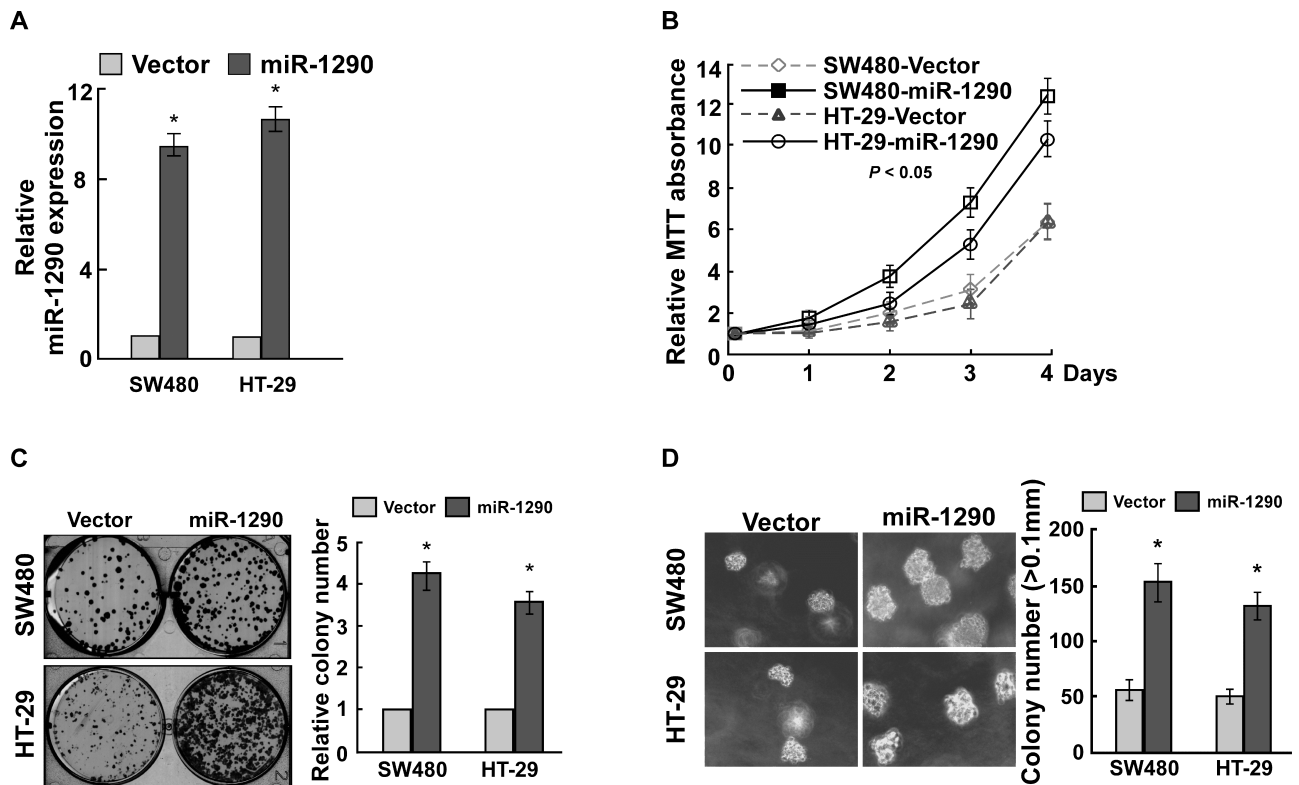 A
Vector miR-1290
Relative
miR-1290 expression
12
8
4
0
*
*
SW480 HT-29
B
Relative MTT absorbance
14
12
10
8
6
4
2
0
SW480-Vector
SW480-miR-1290
HT-29-Vector
HT-29-miR-1290
P < 0.05
0 1 2 3 4 Days
C
Vector miR-1290
SW480
HT-29
Vector miR-1290
Relative colony number
5
4
6
2
1
0
*
*
SW480 HT-29
D
Vector miR-1290
SW480
HT-29
Vector miR-1290
Colony number (>0.1mm)
200
150
100
50
0
*
*
SW480 HT-29